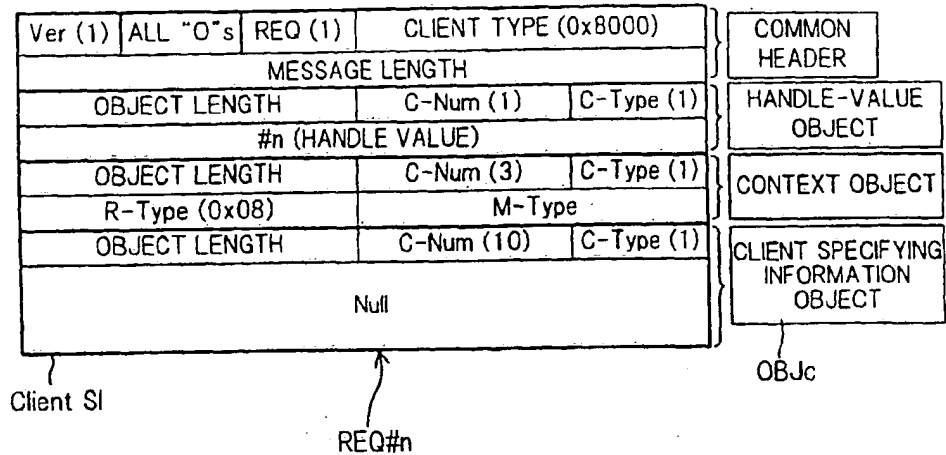 Ver (1) ALL "0"s REQ (1) CLIENT TYPE (0x8000)
MESSAGE LENGTH
COMMON
HEADER
OBJECT LENGTH C-Num (1) C-Type (1)
#n (HANDLE VALUE)
HANDLE-VALUE
OBJECT
OBJECT LENGTH C-Num (3) C-Type (1)
R-Type (0x08) M-Type
CONTEXT OBJECT
OBJECT LENGTH C-Num (10) C-Type (1)
Null
CLIENT SPECIFYING
INFORMATION
OBJECT
OBJc
Client SI
REQ#n